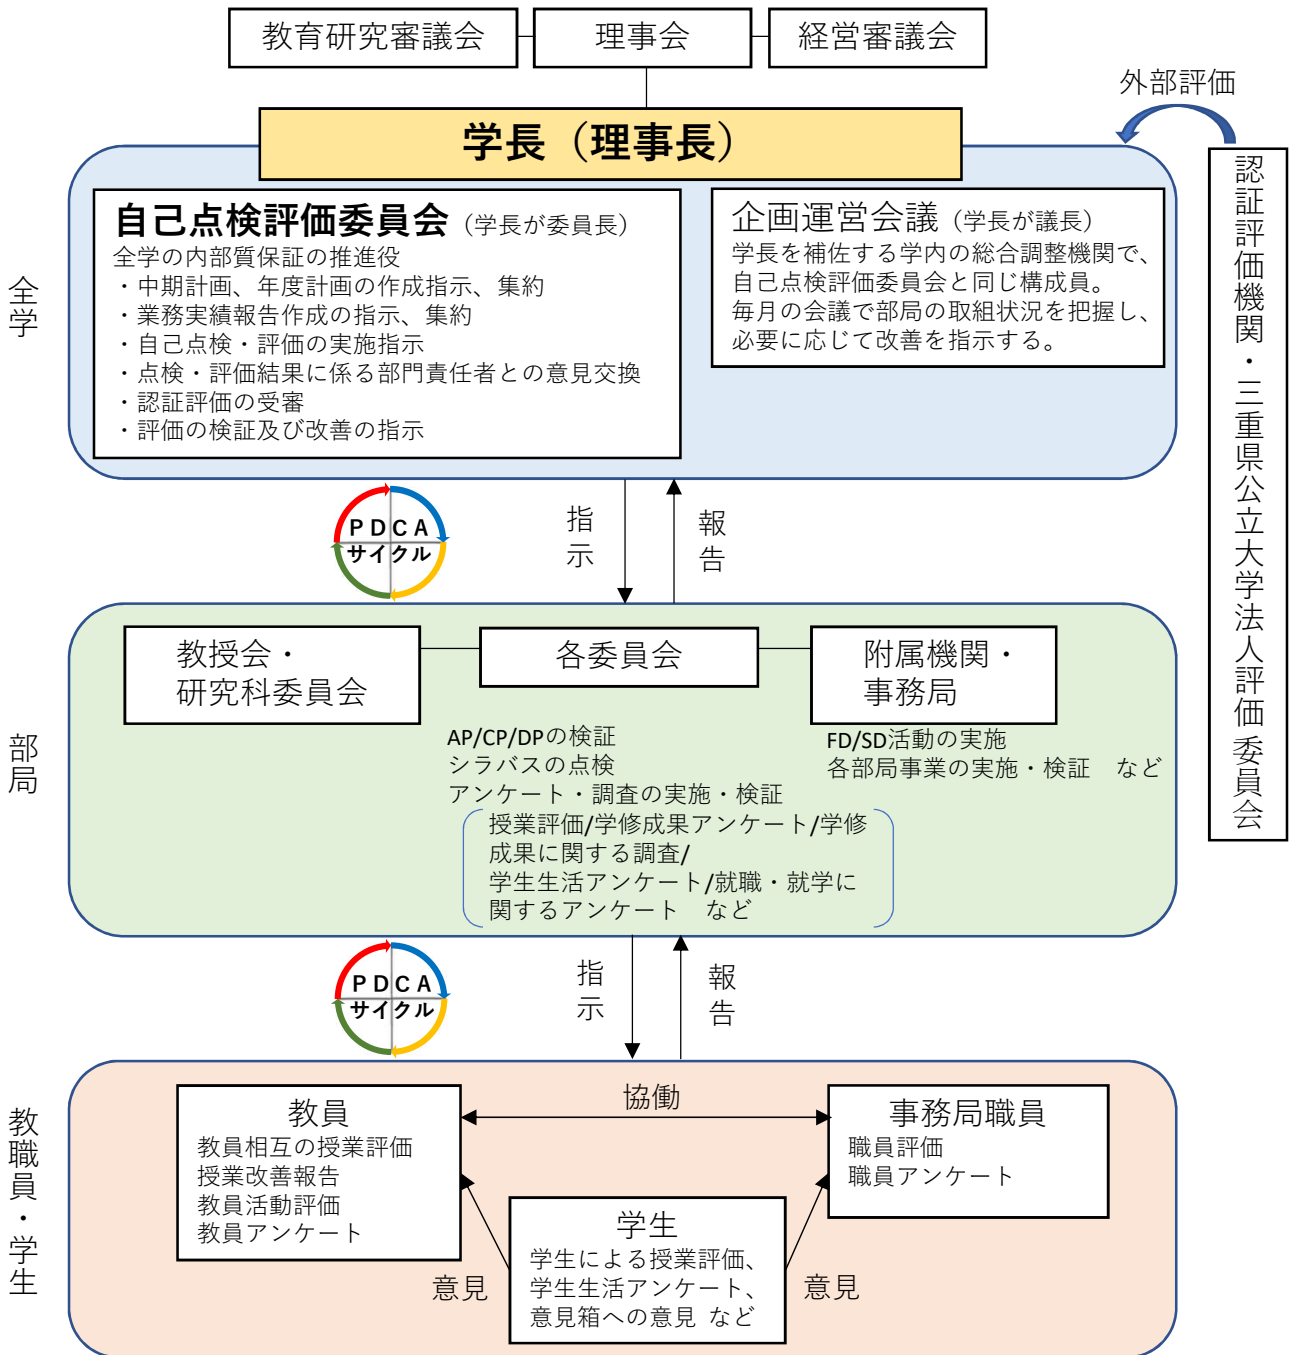 教育研究審議会
理事会
経営審議会
外部評価
学長（理事長）
全学
自己点検評価委員会（学長が委員長）
全学の内部質保証の推進役
・中期計画、年度計画の作成指示、集約
・業務実績報告作成の指示、集約
・自己点検・評価の実施指示
・点検・評価結果に係る部門責任者との意見交換
・認証評価の受審
・評価の検証及び改善の指示
企画運営会議（学長が議長）
学長を補佐する学内の総合調整機関で、
自己点検評価委員会と同じ構成員。
毎月の会議で部局の取組状況を把握し、
必要に応じて改善を指示する。
認証評価機関・三重県公立大学法人評価委員会
PDCA
サイクル
指示
報告
部局
教授会・
研究科委員会
各委員会
附属機関・
事務局
AP/CP/DPの検証
シラバスの点検
アンケート・調査の実施・検証
授業評価/学修成果アンケート/学修
成果に関する調査/
学生生活アンケート/就職・就学に
関するアンケート　など
FD/SD活動の実施
各部局事業の実施・検証　など
PDCA
サイクル
指示
報告
教職員・学生
教員
教員相互の授業評価
授業改善報告
教員活動評価
教員アンケート
協働
事務局職員
職員評価
職員アンケート
学生
学生による授業評価、
学生生活アンケート、
意見箱への意見 など
意見
意見